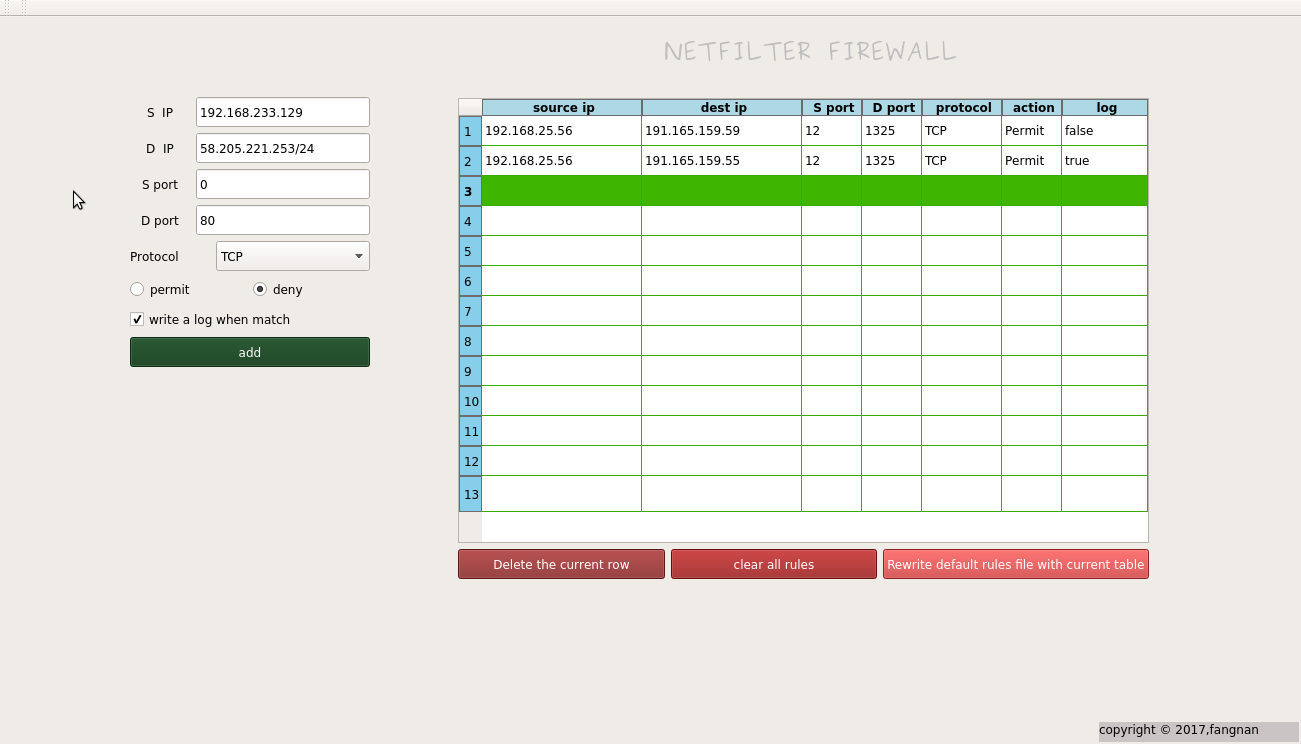 NETFILTER FIREWALL
S IP 192.168.233.129
D IP 58.205.221.253/24
S port 0
D port 80
Protocol TCP
permit deny
write a log when match
add
source ip dest ip S port D port protocol action log
1 192.168.25.56 191.165.159.59 12 1325 TCP Permit false
2 192.168.25.56 191.165.159.55 12 1325 TCP Permit true
3
4
5
6
7
8
9
10
11
12
13
Delete the current row clear all rules Rewrite default rules file with current table
copyright © 2017,fangnan